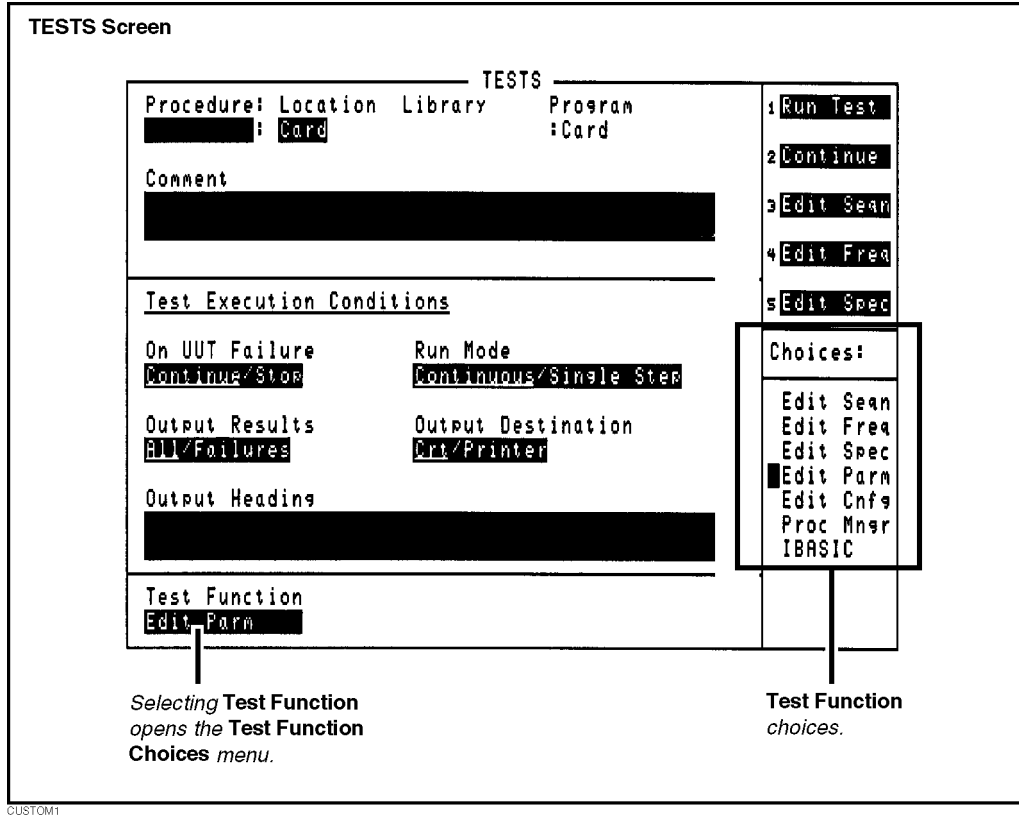 TESTS Screen
TESTS
Procedure: Location Library Program
: Card :Card
Comment
Test Execution Conditions
On UUT Failure Run Mode
Continue/Stop Continuous/Single Step
Output Results Output Destination
All/Failures Crt/Printer
Output Heading
Test Function
Edit Parm
1 Run Test
2 Continue
3 Edit Seqn
4 Edit Freq
5 Edit Spec
Choices:
Edit Seqn
Edit Freq
Edit Spec
Edit Parm
Edit Cnfg
Proc Mngr
IBASIC
Selecting Test Function
opens the Test Function
Choices menu.
Test Function
choices.
CUSTOM1